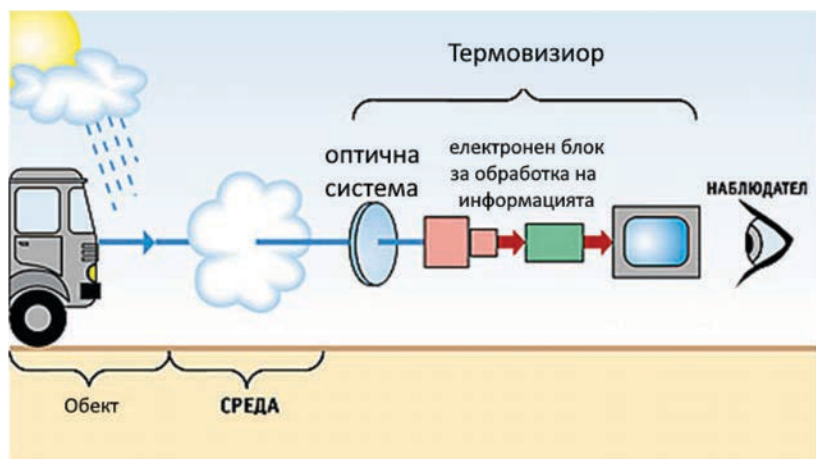 Термовизиор
оптична
система
електронен блок
за обработка на
информацията
НАБЛЮДАТЕЛ
Обект
СРЕДА